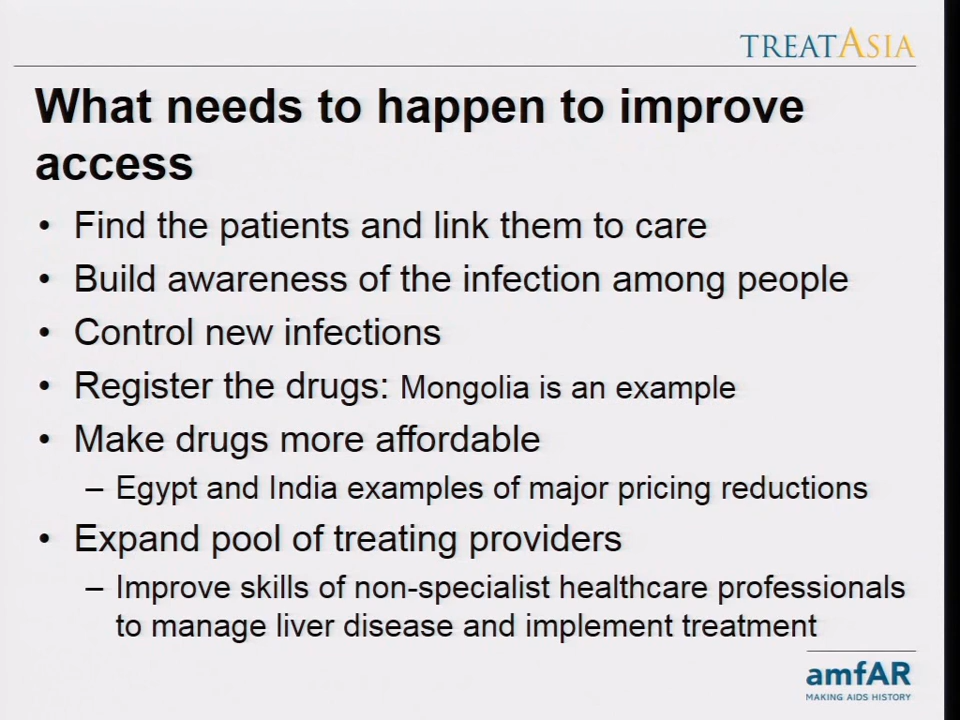 TREATASIA
What needs to happen to improve
access
• Find the patients and link them to care
• Build awareness of the infection among people
• Control new infections
• Register the drugs: Mongolia is an example
• Make drugs more affordable
– Egypt and India examples of major pricing reductions
• Expand pool of treating providers
– Improve skills of non-specialist healthcare professionals
to manage liver disease and implement treatment
amfAR
MAKING AIDS HISTORY